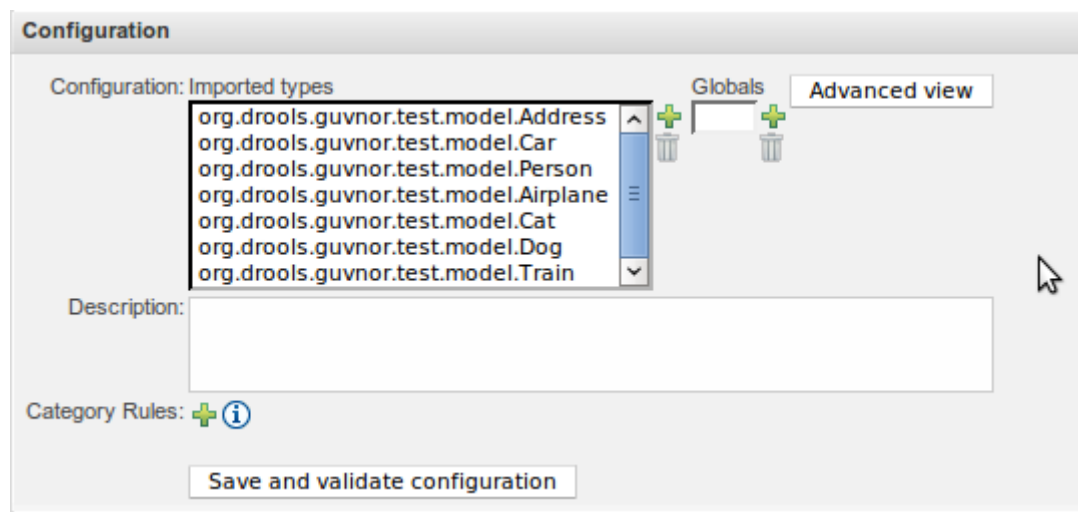 Configuration
Configuration: Imported types Globals Advanced view
org.drools.guvnor.test.model.Address
org.drools.guvnor.test.model.Car
org.drools.guvnor.test.model.Person
org.drools.guvnor.test.model.Airplane
org.drools.guvnor.test.model.Cat
org.drools.guvnor.test.model.Dog
org.drools.guvnor.test.model.Train
Description:
Category Rules:
Save and validate configuration